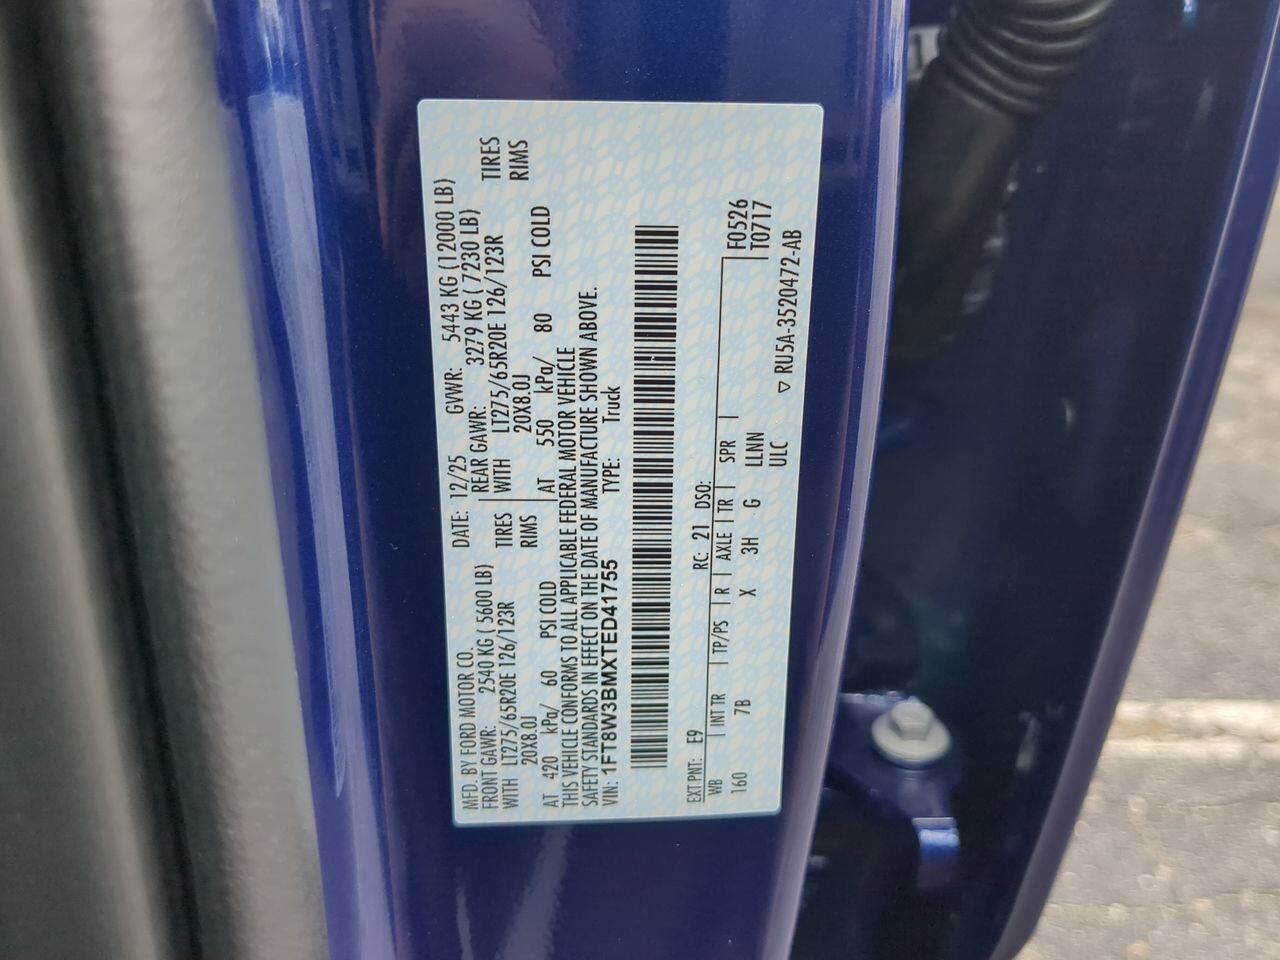 MFD. BY FORD MOTOR CO.
DATE: 12/25 GVWR: 5443 KG (12000 LB)
FRONT GAWR: 2540 KG ( 5600 LB)
REAR GAWR: 3279 KG ( 7230 LB)
WITH LT275/65R20E 126/123R TIRES
WITH LT275/65R20E 126/123R TIRES
20X8.0J RIMS
20X8.0J RIMS
AT 420 kPa/ 60 PSI COLD
AT 550 kPa/ 80 PSI COLD
THIS VEHICLE CONFORMS TO ALL APPLICABLE FEDERAL MOTOR VEHICLE
SAFETY STANDARDS IN EFFECT ON THE DATE OF MANUFACTURE SHOWN ABOVE.
VIN: 1FT8W3BMXTED41755 TYPE: Truck
EXT PNT: E9 RC: 21 DSO: F0526
WB INT TR TP/PS R AXLE TR SPR T0717
160 7B X 3H G LLNN
ULC ▽ RU5A-3520472-AB